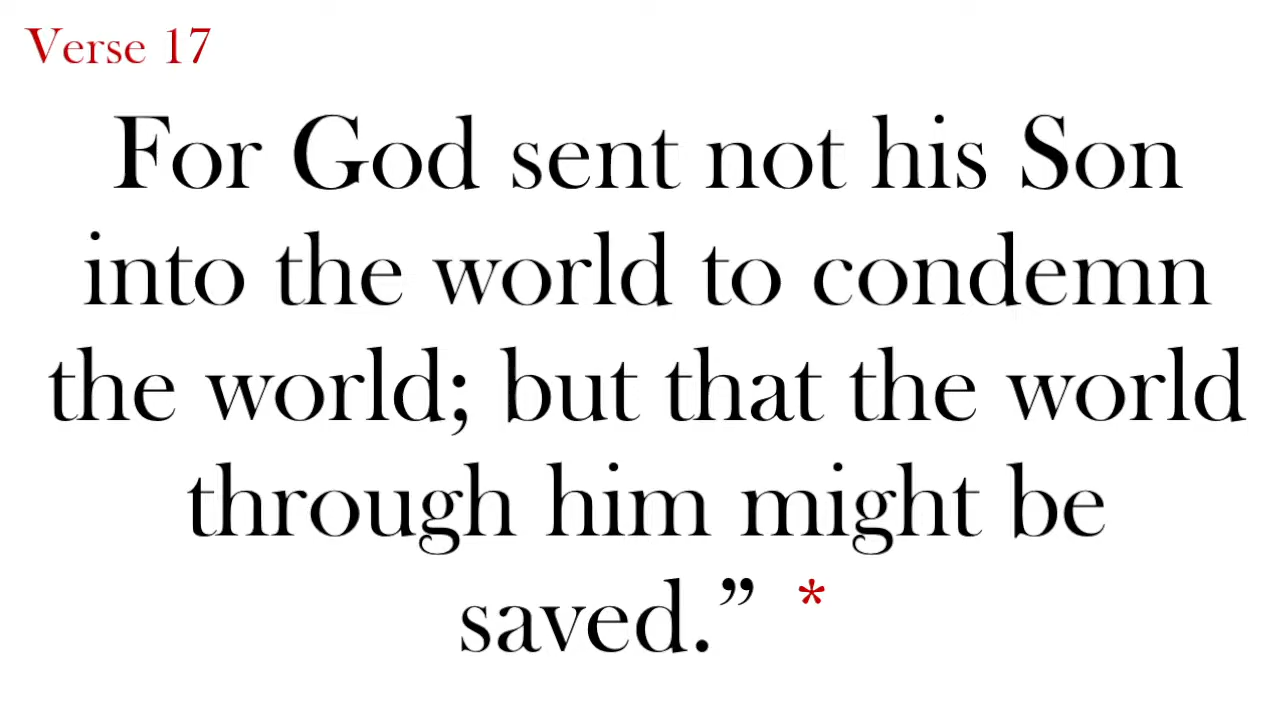 Verse 17
For God sent not his Son
into the world to condemn
the world; but that the world
through him might be
saved.” *